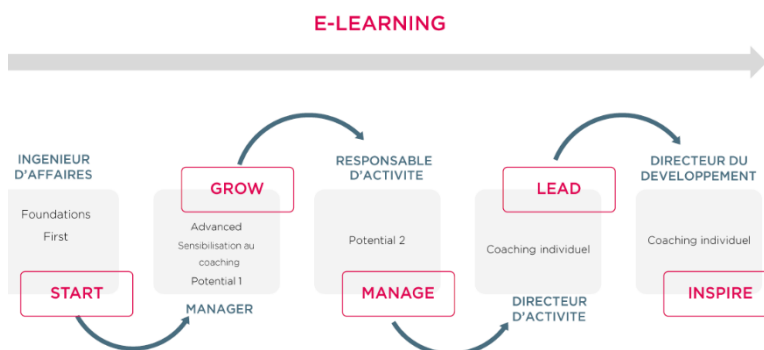 E-LEARNING
INGENIEUR
D'AFFAIRES
Foundations
First
START
GROW
Advanced
Sensibilisation au
coaching
Potential 1
MANAGER
RESPONSABLE
D'ACTIVITE
Potential 2
MANAGE
LEAD
Coaching individuel
DIRECTEUR
D'ACTIVITE
DIRECTEUR DU
DEVELOPPEMENT
Coaching individuel
INSPIRE